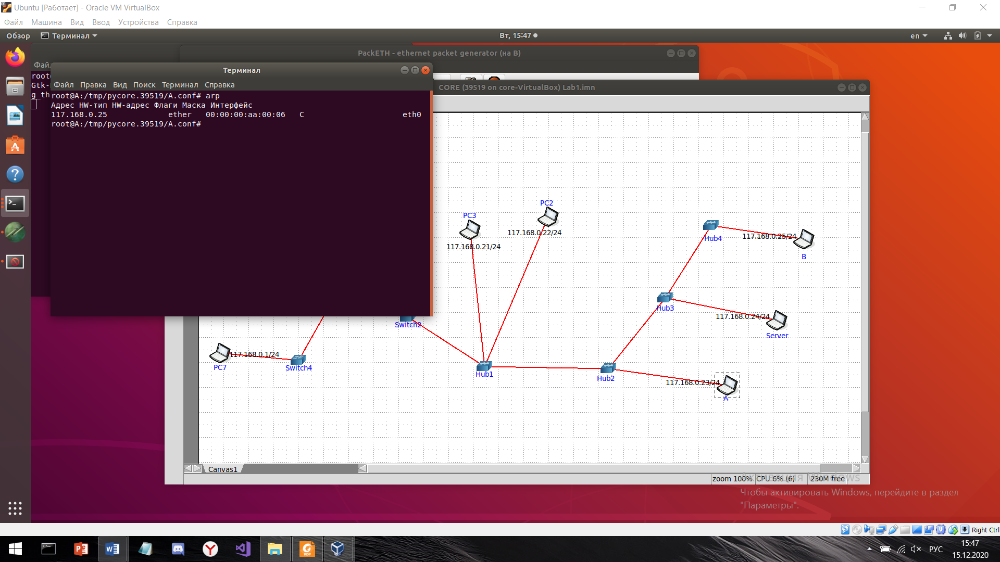 Ubuntu [Работает] - Oracle VM VirtualBox
Файл Машина Вид Ввод Устройства Справка
Обзор Терминал Вт, 15:47 en
PackETH - ethernet packet generator (на B)
Терминал
Файл Правка Вид Поиск Терминал Справка
root@A:/tmp/pycore.39519/A.conf# arp
Адрес HW-тип HW-адрес Флаги Маска Интерфейс
117.168.0.25 ether 00:00:00:aa:00:06 C eth0
root@A:/tmp/pycore.39519/A.conf#
root
Gtk-
g_th
CORE (39519 on core-VirtualBox) Lab1.imn
PC2
PC3
117.168.0.22/24
117.168.0.21/24
Hub4
117.168.0.25/24
B
Hub3
117.168.0.24/24
Server
Switch2
PC7
117.168.0.1/24
Switch4
Hub1
Hub2
117.168.0.23/24
A
Canvas1
zoom 100% CPU 6% (6) 230M free
Активация Windows
Чтобы активировать Windows, перейдите в раздел
"Параметры".
Right Ctrl
РУС
15:47
15.12.2020